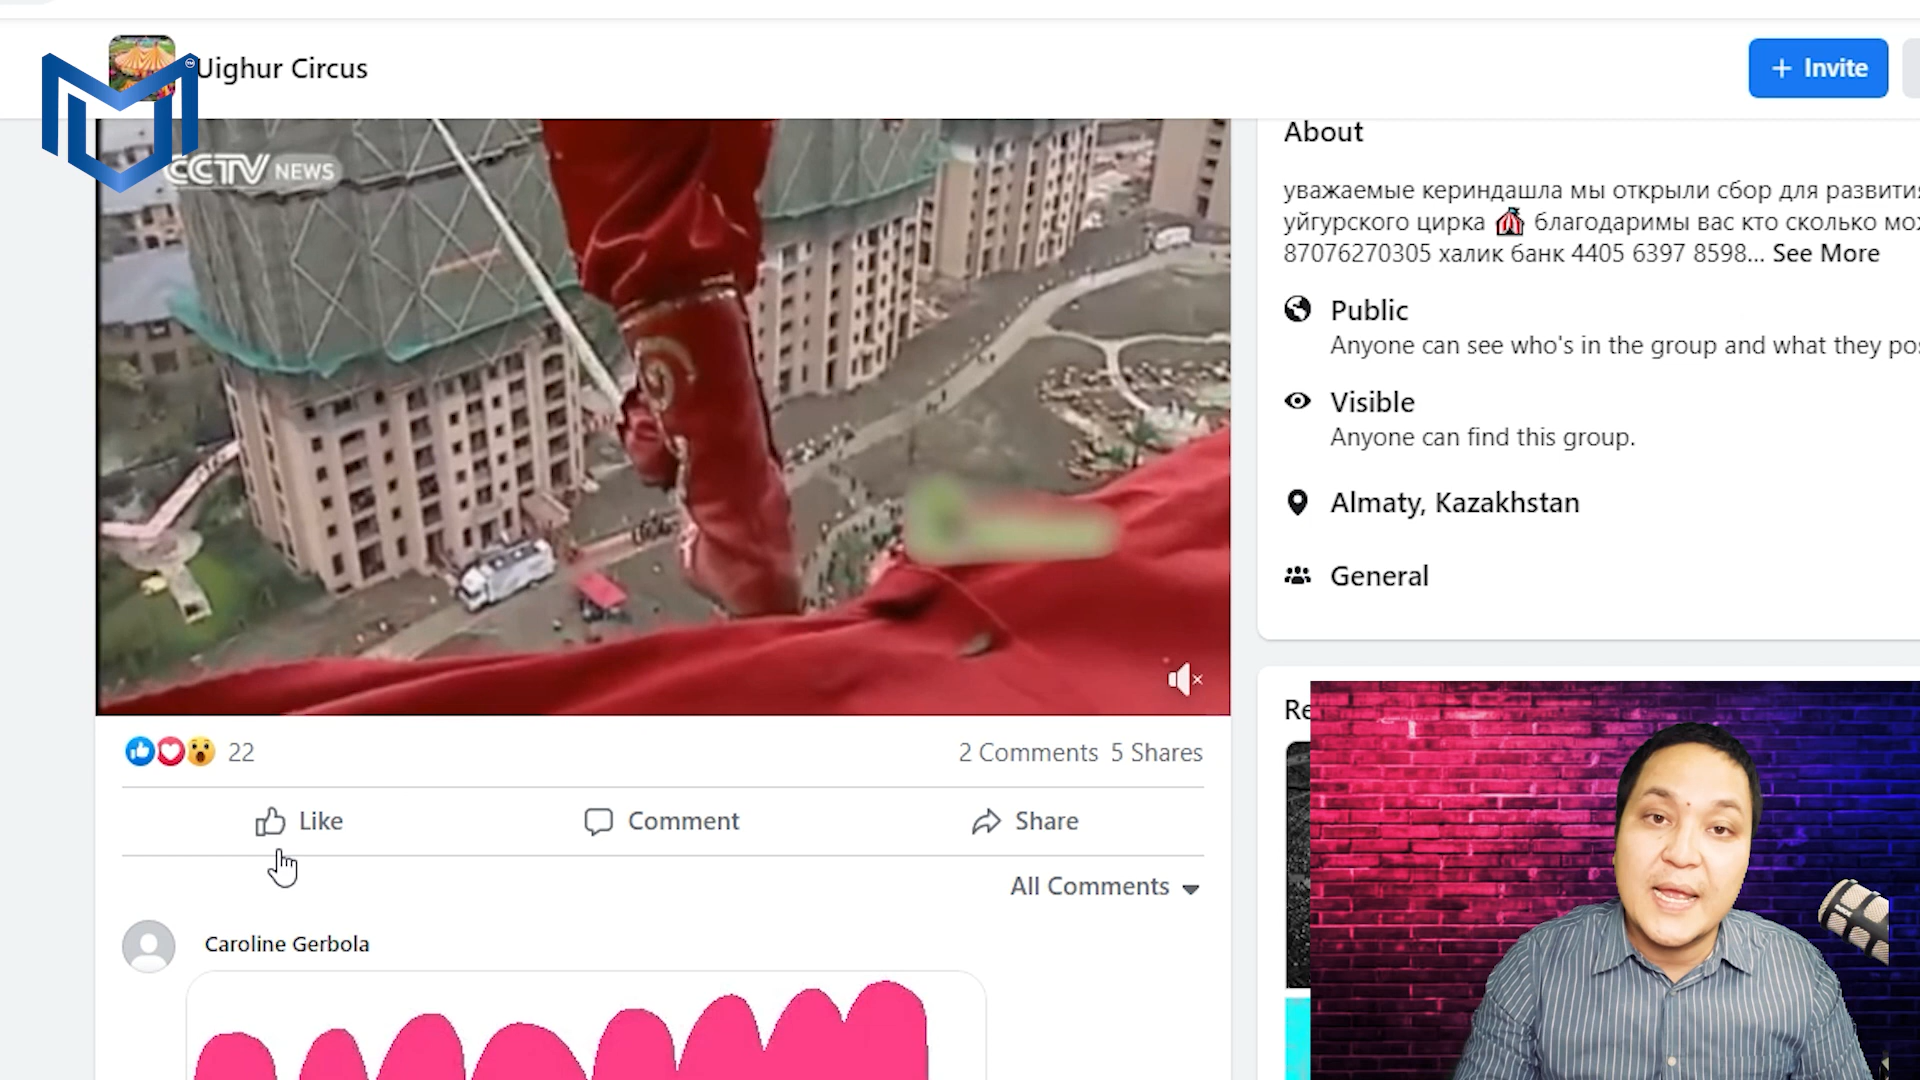 Uighur Circus
+ Invite
CCTV NEWS
About
уважаемые кериндашла мы открыли сбор для развити
уйгурского цирка благодаримы вас кто сколько мо
87076270305 халик банк 4405 6397 8598... See More
Public
Anyone can see who's in the group and what they po
Visible
Anyone can find this group.
Almaty, Kazakhstan
General
Re
22
2 Comments 5 Shares
Like
Comment
Share
All Comments
Caroline Gerbola